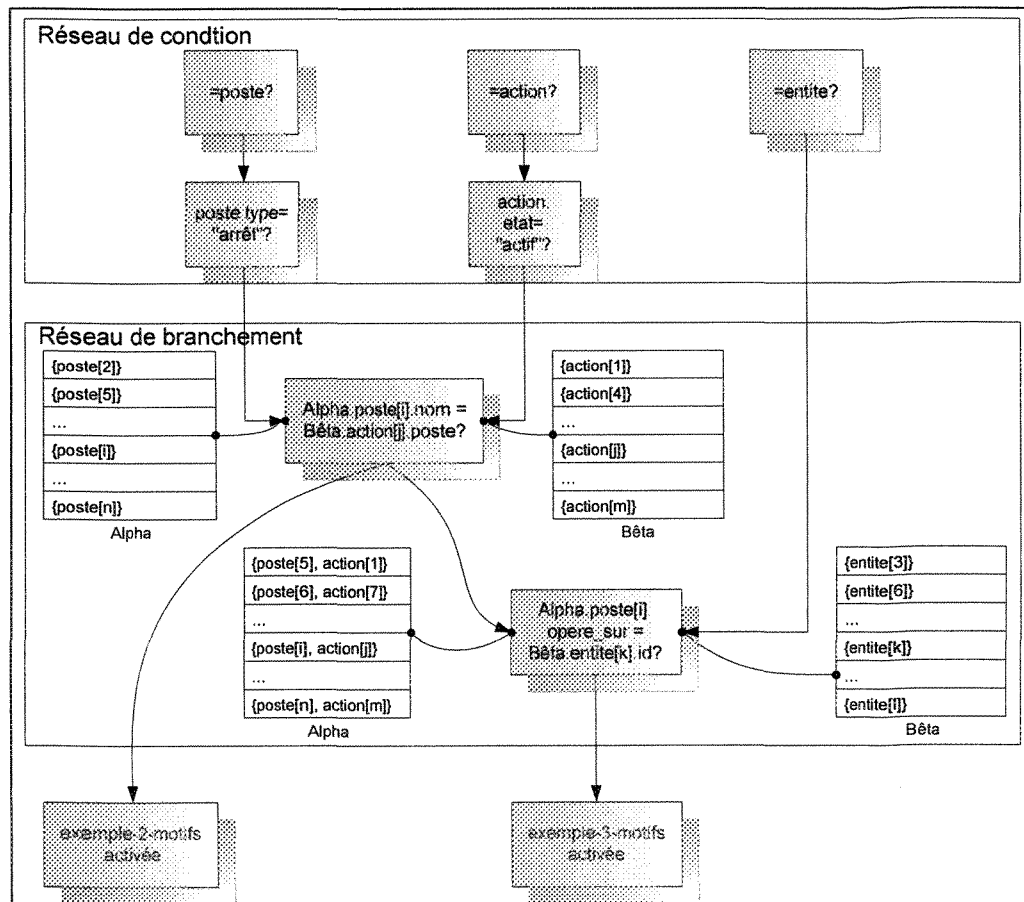 Réseau de condtion
=poste?
=action?
=entite?
poste.type=
"arrêt"?
action.
etat=
"actif"?
Réseau de branchement
{poste[2]}
{poste[5]}
...
{poste[i]}
...
{poste[n]}
Alpha
Alpha.poste[i].nom =
Bêta.action[j].poste?
{action[1]}
{action[4]}
...
{action[j]}
...
{action[m]}
Bêta
{poste[5], action[1]}
{poste[6], action[7]}
...
{poste[i], action[j]}
...
{poste[n], action[m]}
Alpha
Alpha.poste[i]
opere_sur =
Bêta.entite[k].id?
{entite[3]}
{entite[6]}
...
{entite[k]}
...
{entite[l]}
Bêta
exemple-2-motifs
activée
exemple-3-motifs
activée